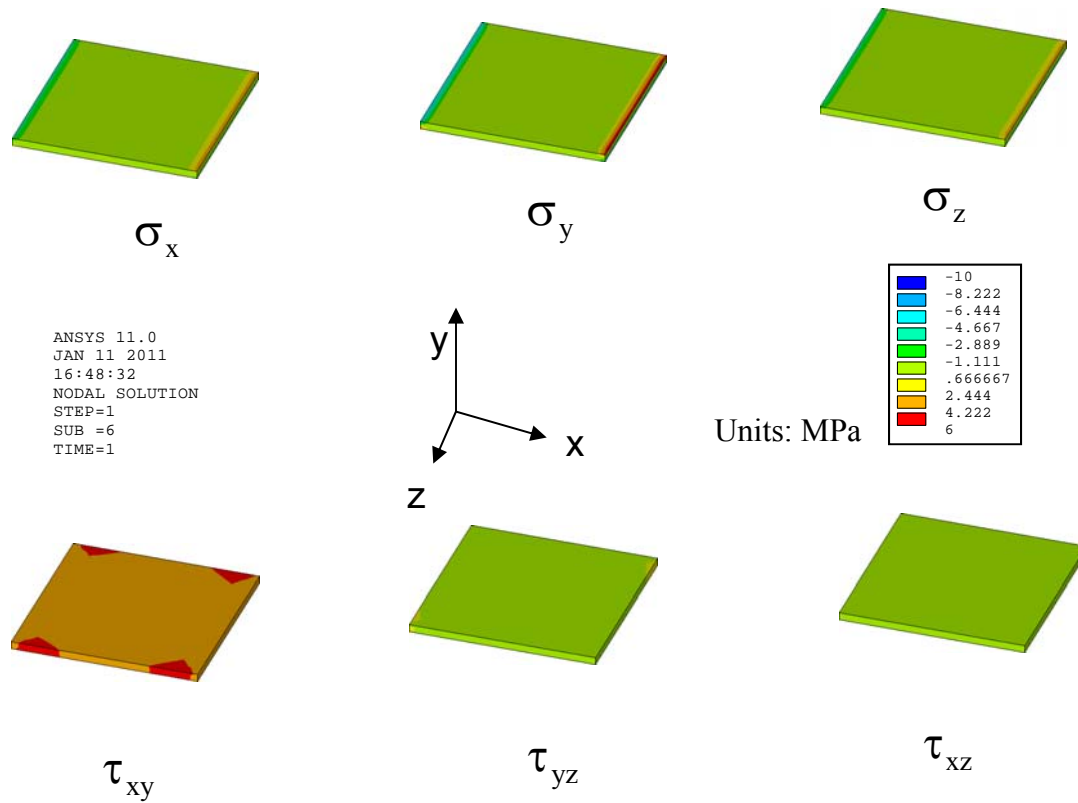 σx
σy
σz
ANSYS 11.0
JAN 11 2011
16:48:32
NODAL SOLUTION
STEP=1
SUB =6
TIME=1
y
x
z
Units: MPa
-10
-8.222
-6.444
-4.667
-2.889
-1.111
.666667
2.444
4.222
6
τxy
τyz
τxz